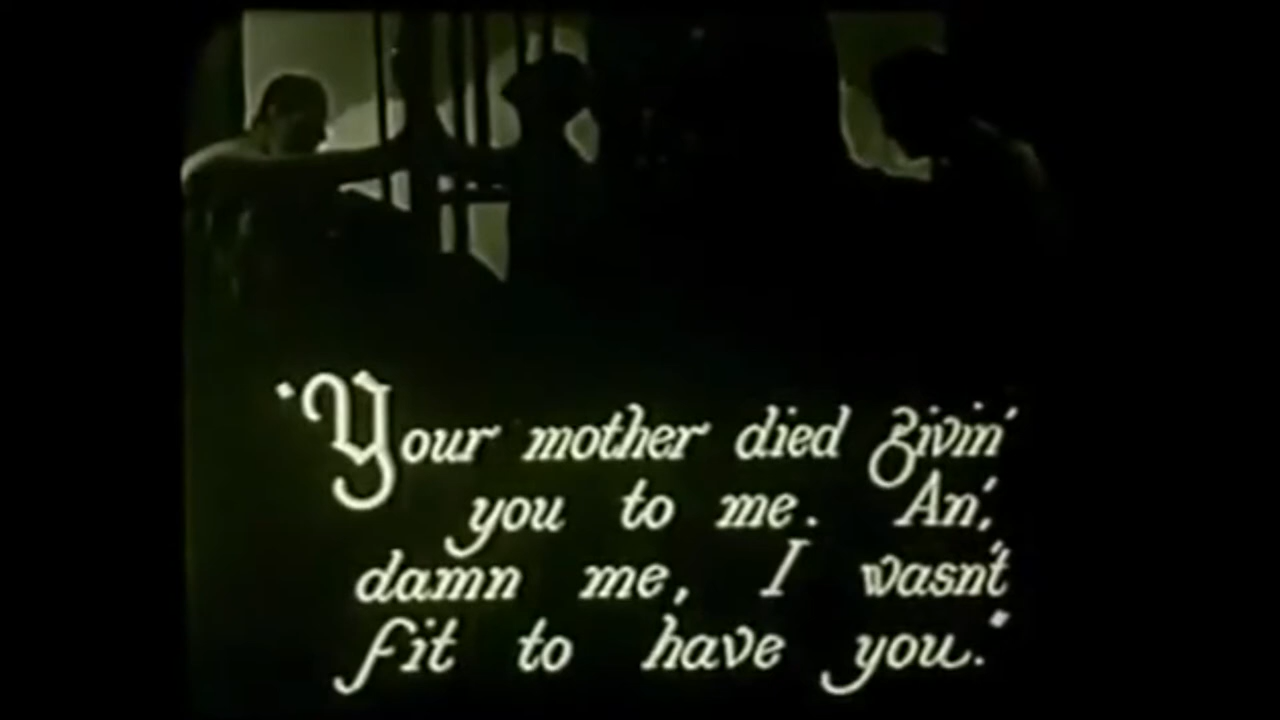 "Your mother died givin'
you to me. An',
damn me, I wasn't
fit to have you."